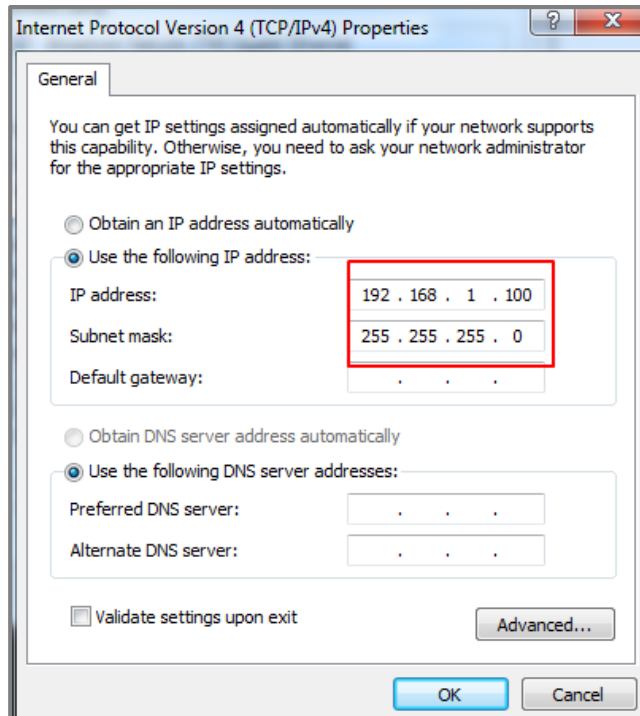 Internet Protocol Version 4 (TCP/IPv4) Properties
General
You can get IP settings assigned automatically if your network supports
this capability. Otherwise, you need to ask your network administrator
for the appropriate IP settings.
Obtain an IP address automatically
Use the following IP address:
IP address: 192 . 168 . 1 . 100
Subnet mask: 255 . 255 . 255 . 0
Default gateway: . . .
Obtain DNS server address automatically
Use the following DNS server addresses:
Preferred DNS server: . . .
Alternate DNS server: . . .
Validate settings upon exit
Advanced...
OK Cancel